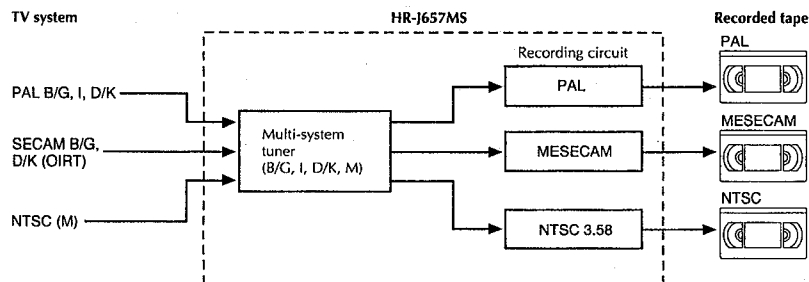 TV system
HR-J657MS
Recorded tape
Recording circuit
PAL
PAL B/G, I, D/K
PAL
MESECAM
SECAM B/G,
D/K (OIRT)
Multi-system
tuner
(B/G, I, D/K, M)
MESECAM
NTSC
NTSC (M)
NTSC 3.58